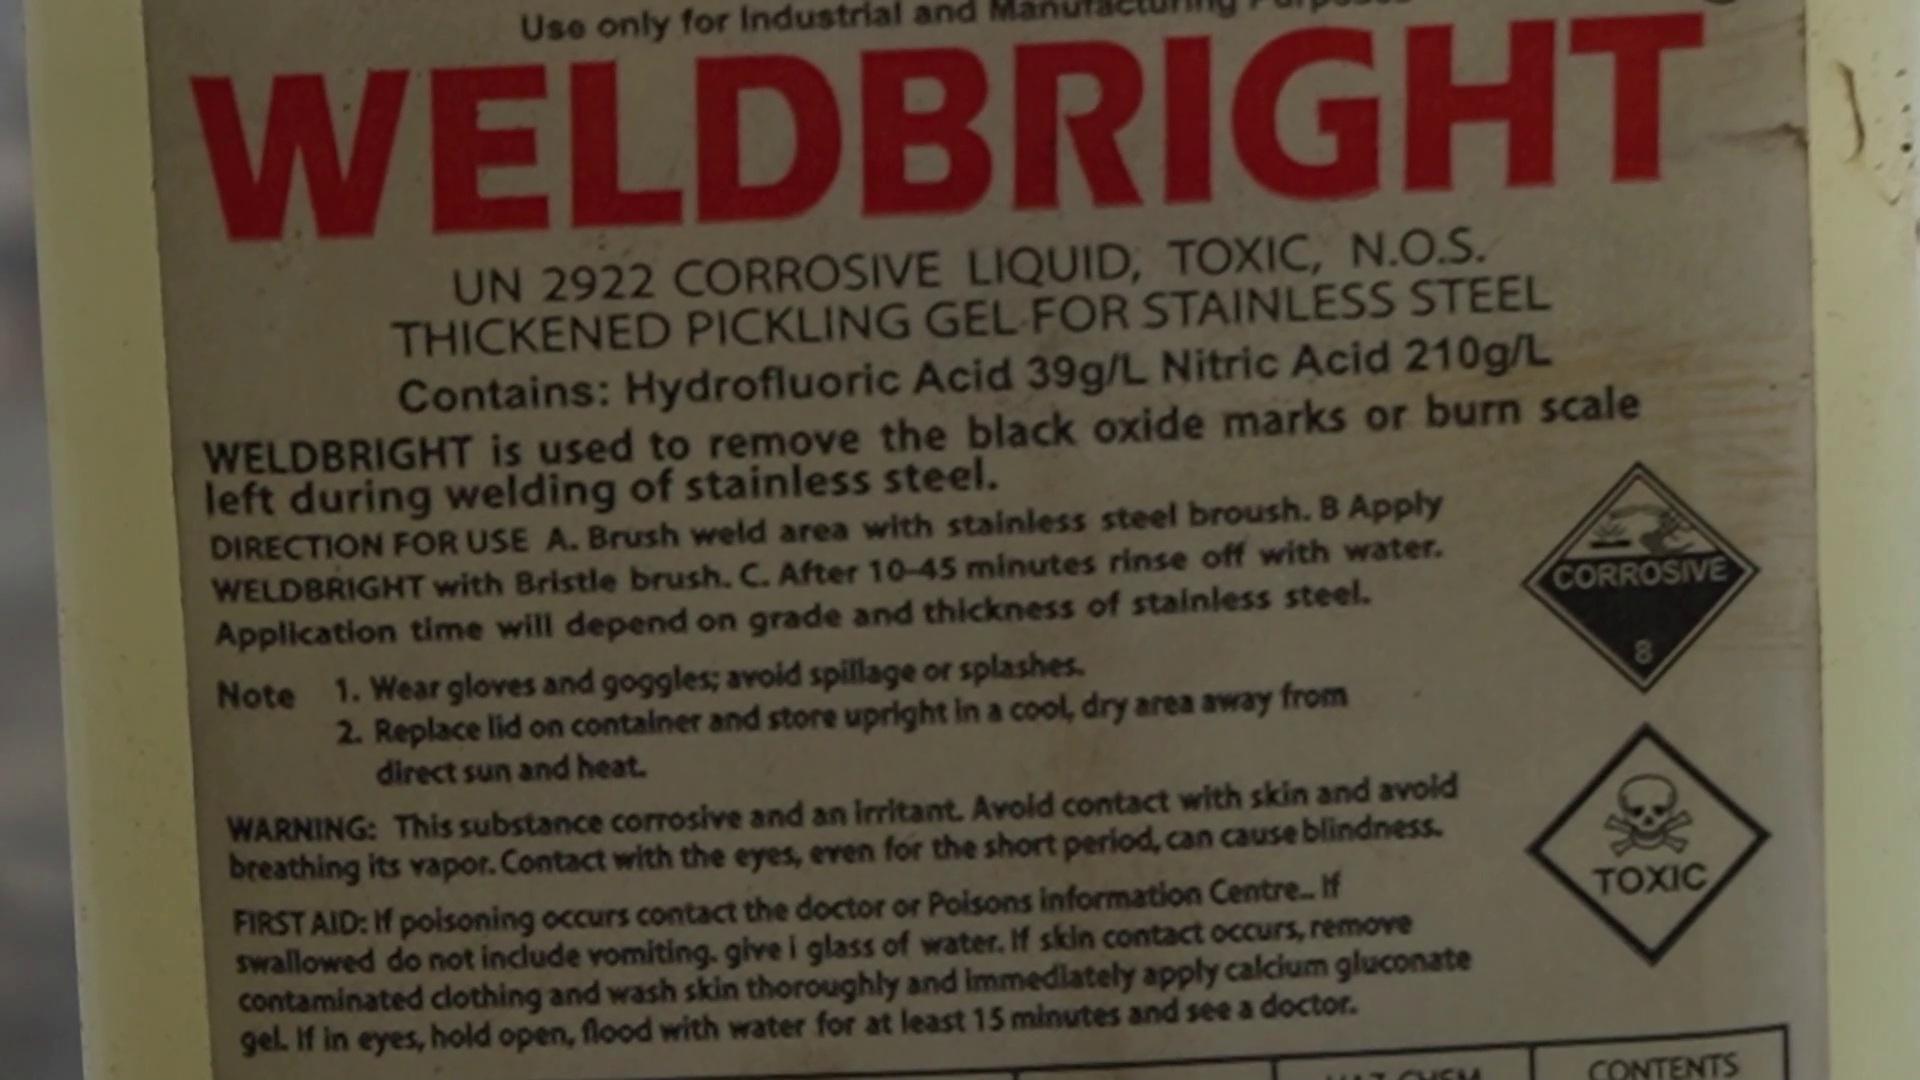 Use only for Industrial and Manufacturing Purposes
WELDBRIGHT
UN 2922 CORROSIVE LIQUID, TOXIC, N.O.S.
THICKENED PICKLING GEL FOR STAINLESS STEEL
Contains: Hydrofluoric Acid 39g/L Nitric Acid 210g/L
WELDBRIGHT is used to remove the black oxide marks or burn scale
left during welding of stainless steel.
DIRECTION FOR USE A. Brush weld area with stainless steel broush. B Apply
WELDBRIGHT with Bristle brush. C. After 10-45 minutes rinse off with water.
Application time will depend on grade and thickness of stainless steel.
CORROSIVE
8
Note 1. Wear gloves and goggles; avoid spillage or splashes.
2. Replace lid on container and store upright in a cool, dry area away from
direct sun and heat.
WARNING: This substance corrosive and an irritant. Avoid contact with skin and avoid
breathing its vapor. Contact with the eyes, even for the short period, can cause blindness.
TOXIC
FIRST AID: If poisoning occurs contact the doctor or Poisons information Centre.. If
swallowed do not include vomiting. give i glass of water. If skin contact occurs, remove
contaminated clothing and wash skin thoroughly and immediately apply calcium gluconate
gel. If in eyes, hold open, flood with water for at least 15 minutes and see a doctor.
HAZ CHEM
CONTENTS